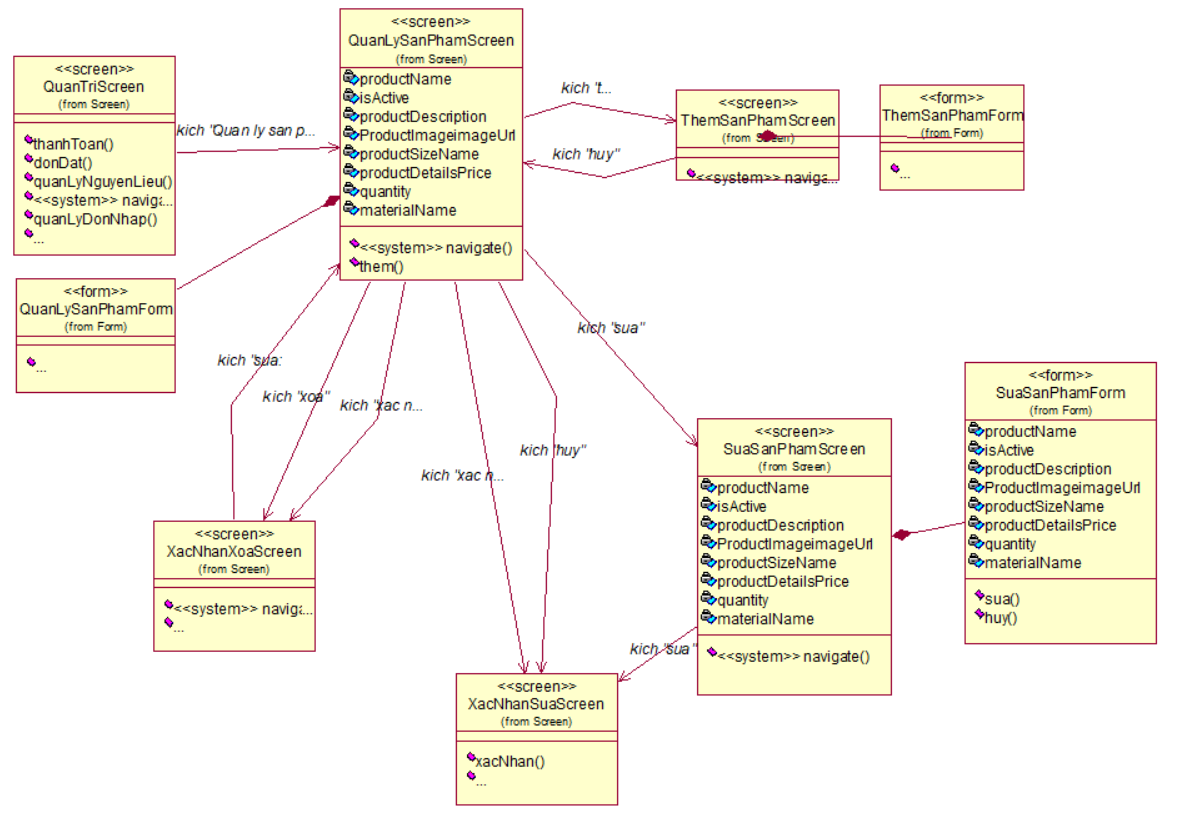 <<screen>>
QuanTriScreen
(from Screen)
thanhToan()
donDat()
quanLyNguyenLieu()
<<system>> naviga...
quanLyDonNhap()
...
kich "Quan ly san p...
<<screen>>
QuanLySanPhamScreen
(from Screen)
productName
isActive
productDescription
ProductImageimageUrl
productSizeName
productDetailsPrice
quantity
materialName
<<system>> navigate()
them()
kich 't...
kich "huy"
<<screen>>
ThemSanPhamScreen
(from Screen)
<<system>> naviga...
<<form>>
ThemSanPhamForm
(from Form)
...
<<form>>
QuanLySanPhamForm
(from Form)
...
kich "sua:
kich "xoa"
kich "xac n...
kich "xac n...
kich "huy"
kich "sua"
<<screen>>
XacNhanXoaScreen
(from Screen)
<<system>> naviga...
...
<<screen>>
SuaSanPhamScreen
(from Screen)
productName
isActive
productDescription
ProductImageimageUrl
productSizeName
productDetailsPrice
quantity
materialName
<<system>> navigate()
<<form>>
SuaSanPhamForm
(from Form)
productName
isActive
productDescription
ProductImageimageUrl
productSizeName
productDetailsPrice
quantity
materialName
sua()
huy()
kich "sua"
<<screen>>
XacNhanSuaScreen
(from Screen)
xacNhan()
...